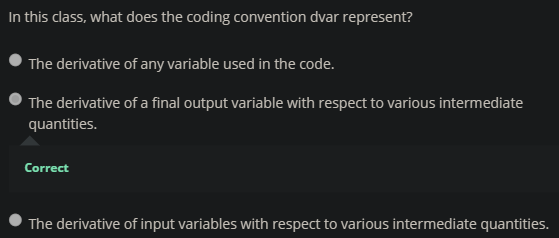 In this class, what does the coding convention dvar represent?
The derivative of any variable used in the code.
The derivative of a final output variable with respect to various intermediate
quantities.
Correct
The derivative of input variables with respect to various intermediate quantities.